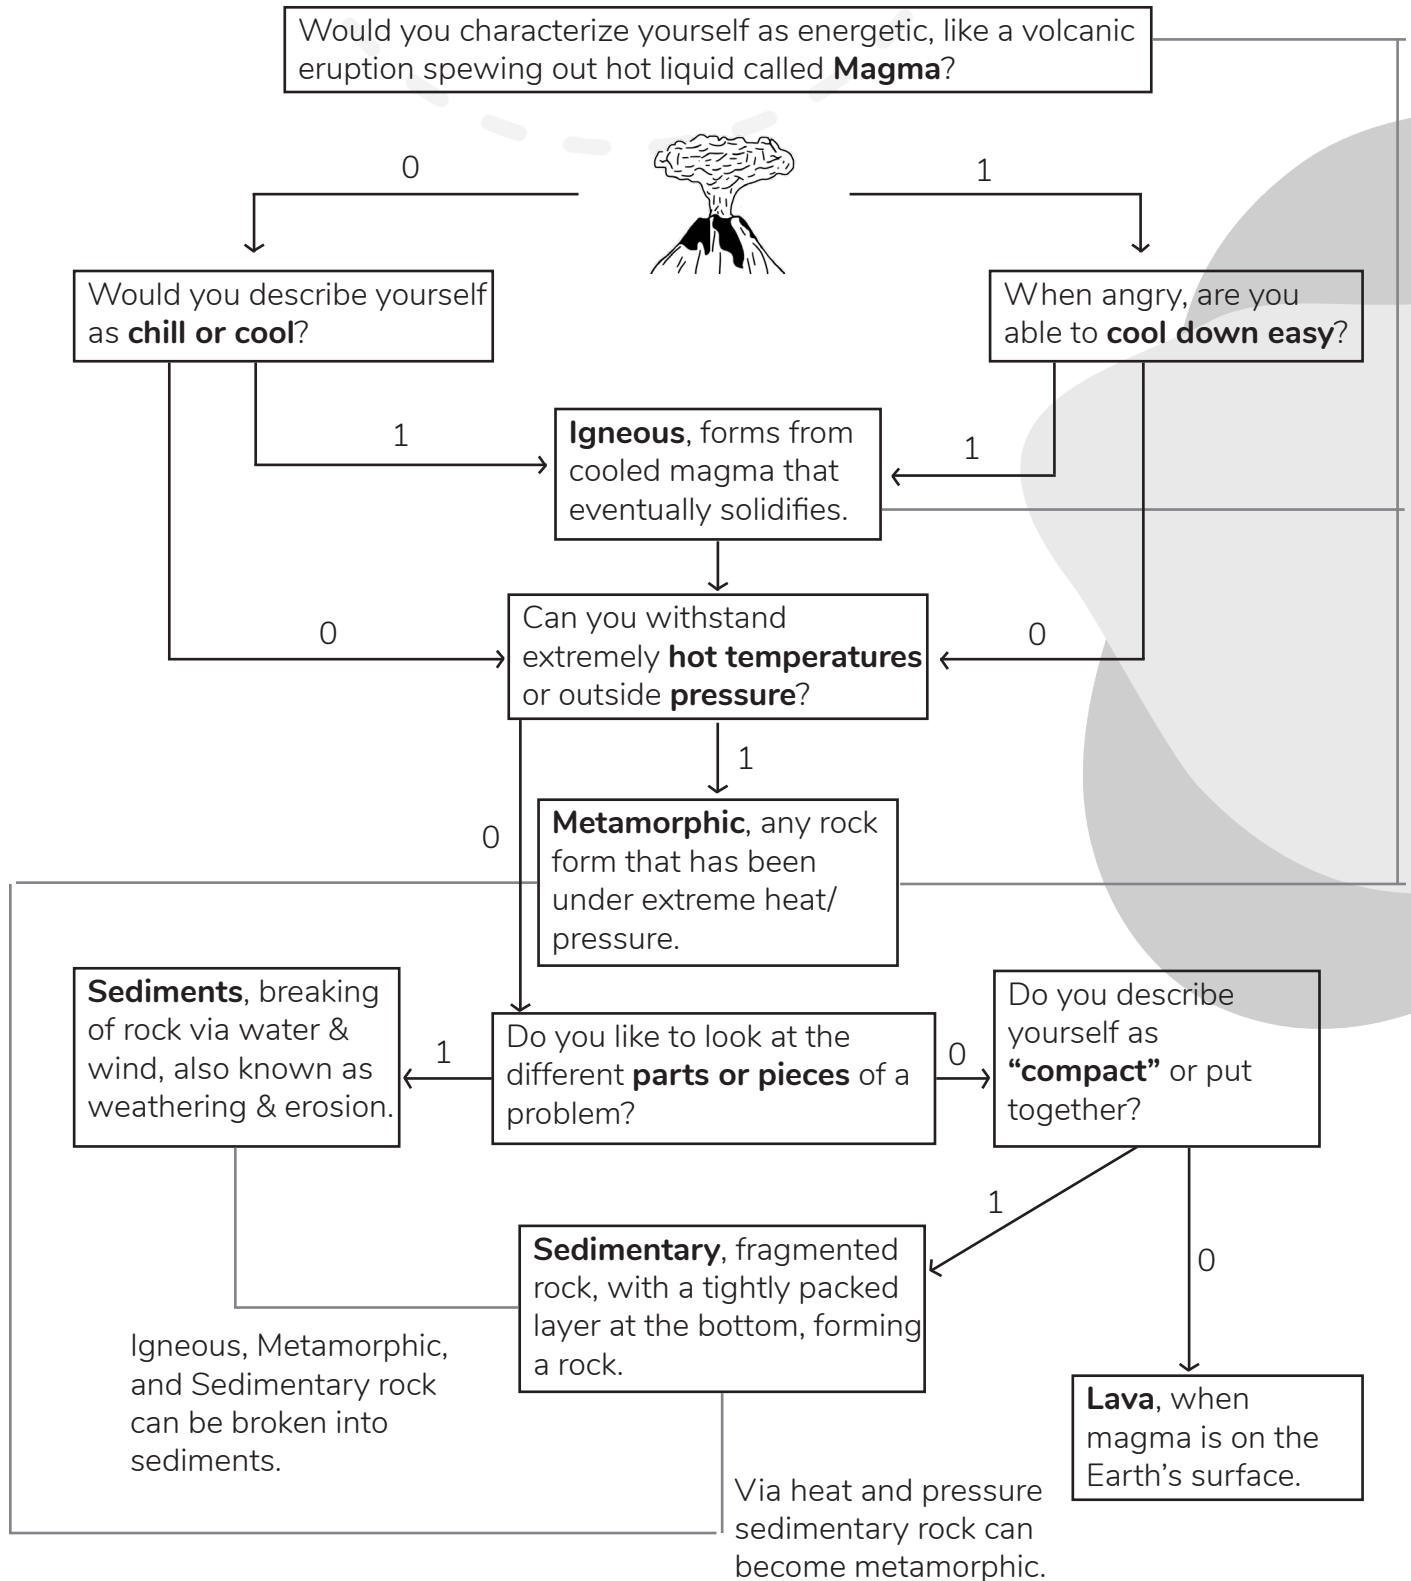 Would you characterize yourself as energetic, like a volcanic
eruption spewing out hot liquid called Magma?
0
1
Would you describe yourself
as chill or cool?
When angry, are you
able to cool down easy?
1
Igneous, forms from
cooled magma that
eventually solidifies.
1
0
Can you withstand
extremely hot temperatures
or outside pressure?
0
1
0
Metamorphic, any rock
form that has been
under extreme heat/
pressure.
Sediments, breaking
of rock via water &
wind, also known as
weathering & erosion.
1
Do you like to look at the
different parts or pieces of a
problem?
0
Do you describe
yourself as
“compact” or put
together?
1
0
Sedimentary, fragmented
rock, with a tightly packed
layer at the bottom, forming
a rock.
Igneous, Metamorphic,
and Sedimentary rock
can be broken into
sediments.
Lava, when
magma is on the
Earth’s surface.
Via heat and pressure
sedimentary rock can
become metamorphic.